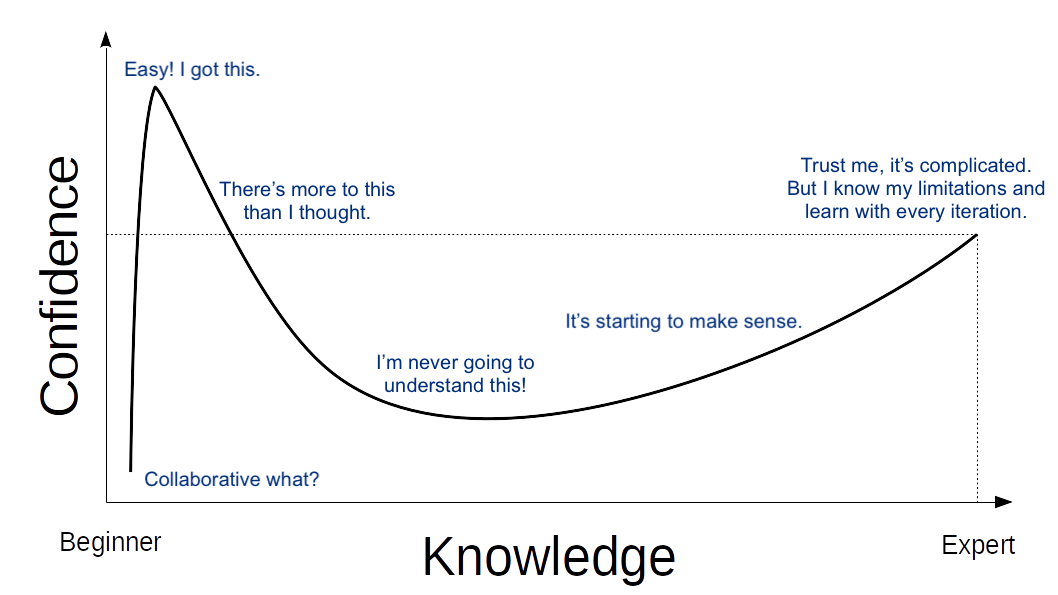 Easy! I got this.
There’s more to this
than I thought.
Trust me, it’s complicated.
But I know my limitations and
learn with every iteration.
Confidence
It’s starting to make sense.
I’m never going to
understand this!
Collaborative what?
Beginner
Knowledge
Expert